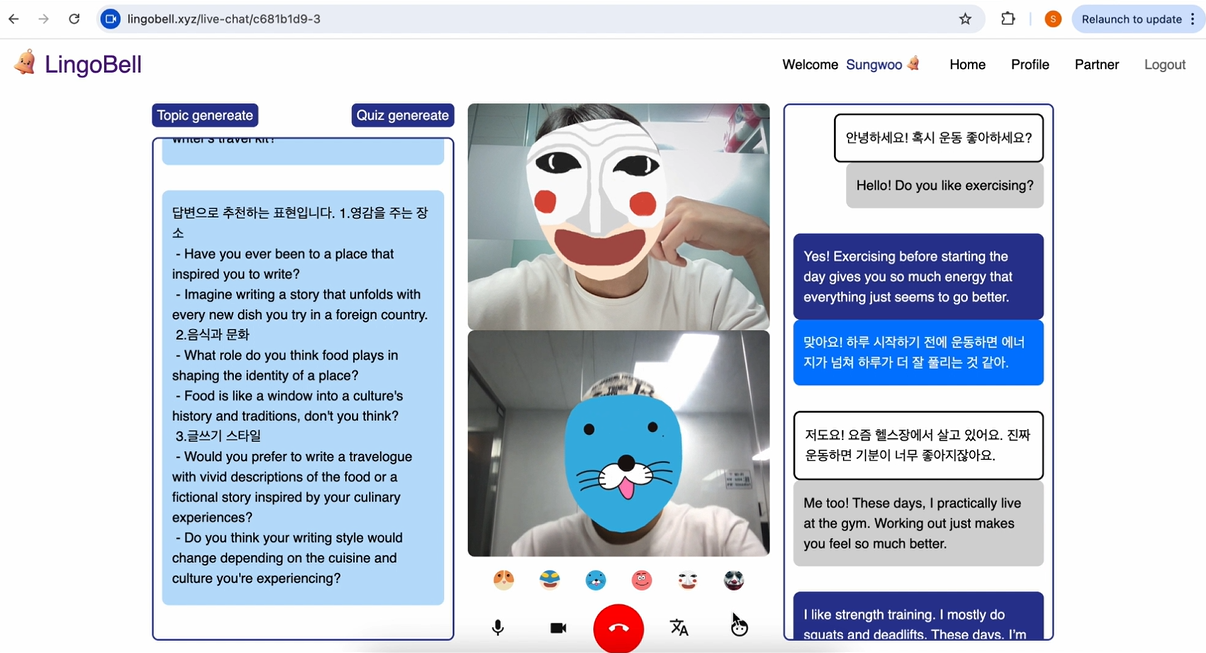 lingobell.xyz/live-chat/c681b1d9-3
S
Relaunch to update
LingoBell
Welcome Sungwoo
Home
Profile
Partner
Logout
Topic genereate
Quiz genereate
writer's travel kit?
답변으로 추천하는 표현입니다. 1.영감을 주는 장
소
- Have you ever been to a place that
inspired you to write?
- Imagine writing a story that unfolds with
every new dish you try in a foreign country.
2.음식과 문화
- What role do you think food plays in
shaping the identity of a place?
- Food is like a window into a culture's
history and traditions, don't you think?
3.글쓰기 스타일
- Would you prefer to write a travelogue
with vivid descriptions of the food or a
fictional story inspired by your culinary
experiences?
- Do you think your writing style would
change depending on the cuisine and
culture you're experiencing?
안녕하세요! 혹시 운동 좋아하세요?
Hello! Do you like exercising?
Yes! Exercising before starting the
day gives you so much energy that
everything just seems to go better.
맞아요! 하루 시작하기 전에 운동하면 에너
지가 넘쳐 하루가 더 잘 풀리는 것 같아.
저도요! 요즘 헬스장에서 살고 있어요. 진짜
운동하면 기분이 너무 좋아지잖아요.
Me too! These days, I practically live
at the gym. Working out just makes
you feel so much better.
I like strength training. I mostly do
squats and deadlifts. These days, I'm